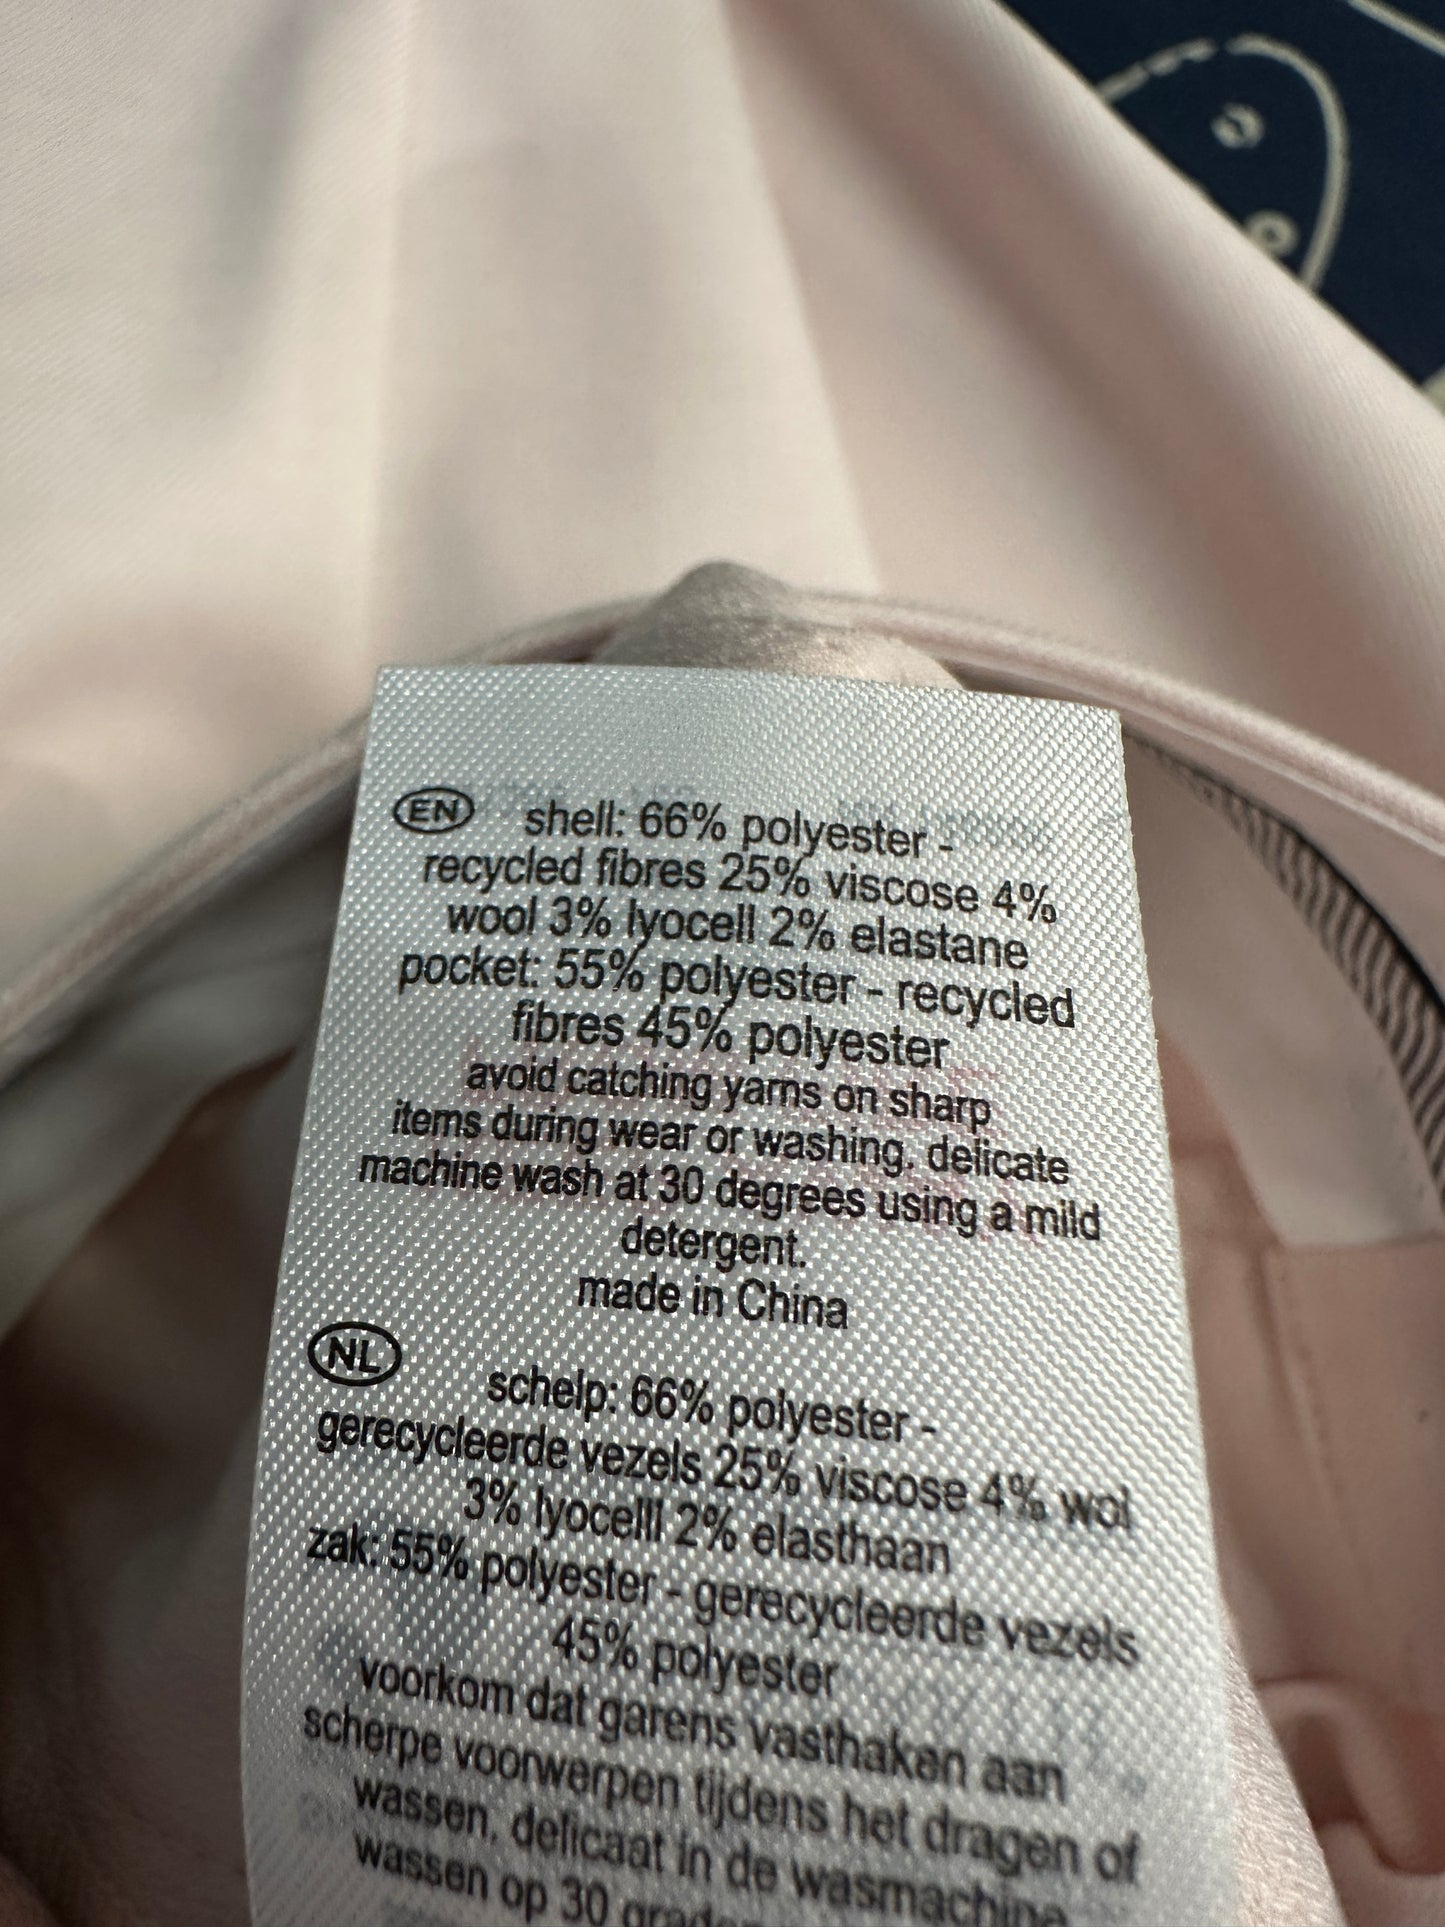 EN shell: 66% polyester -
recycled fibres 25% viscose 4%
wool 3% lyocell 2% elastane
pocket: 55% polyester - recycled
fibres 45% polyester
avoid catching yarns on sharp
items during wear or washing. delicate
machine wash at 30 degrees using a mild
detergent.
made in China
NL schelp: 66% polyester -
gerecycleerde vezels 25% viscose 4% wol
3% lyocelll 2% elasthaan
zak: 55% polyester - gerecycleerde vezels
45% polyester
voorkom dat garens vasthaken aan
scherpe voorwerpen tijdens het dragen of
wassen. delicaat in de wasmachine
wassen op 30